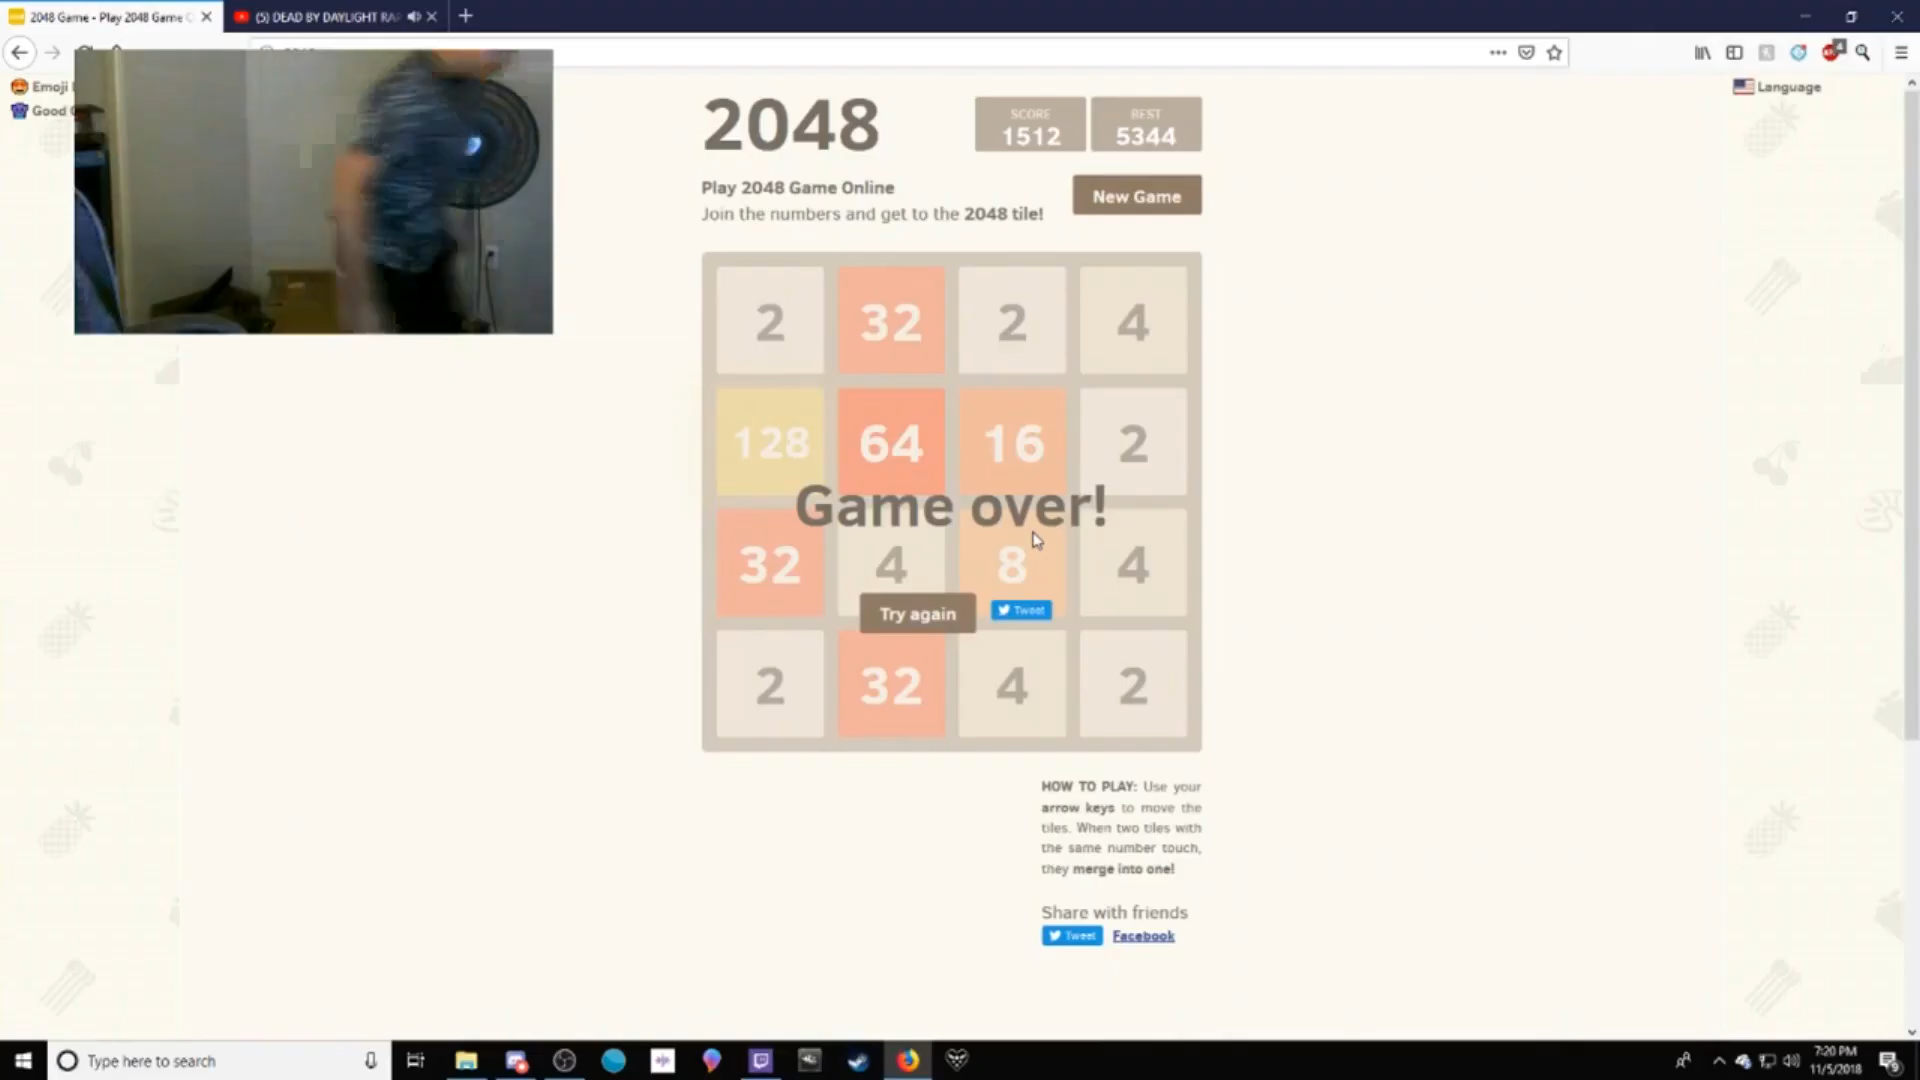 2048 Game - Play 2048 Game
(5) DEAD BY DAYLIGHT RA
Emoji
Good
Language
4
2048
SCORE
1512
BEST
5344
Play 2048 Game Online
Join the numbers and get to the 2048 tile!
New Game
2 32 2 4
128 64 16 2
Game over!
32 4 8 4
Try again
Tweet
2 32 4 2
HOW TO PLAY: Use your
arrow keys to move the
tiles. When two tiles with
the same number touch,
they merge into one!
Share with friends
Tweet Facebook
Type here to search
7:20 PM
11/5/2018